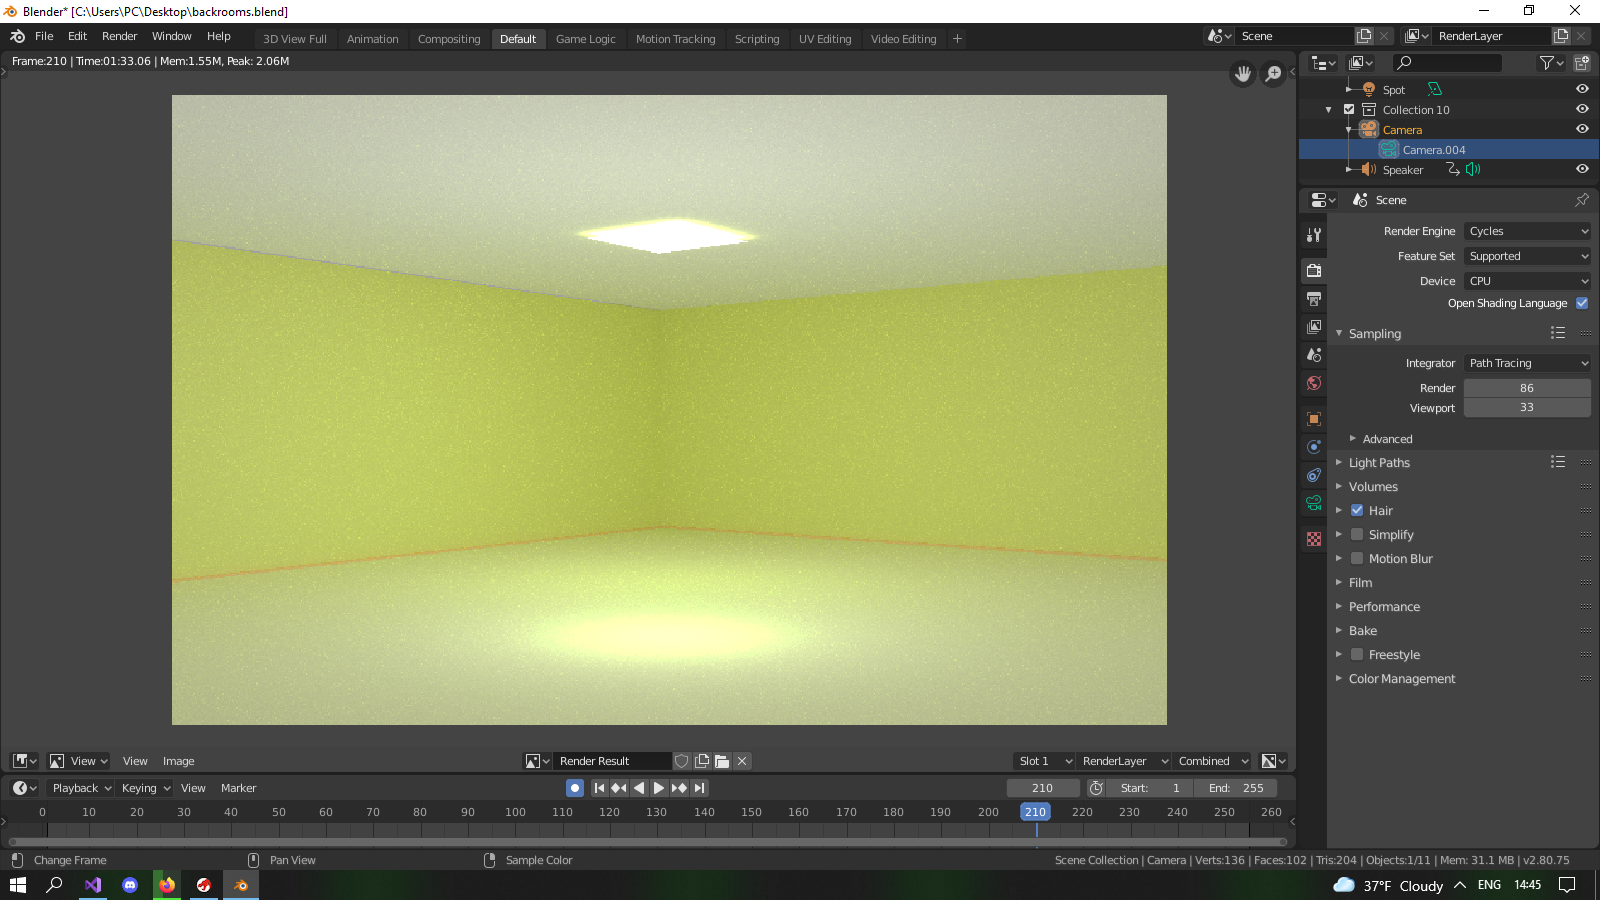 Blender* [C:\Users\PC\Desktop\backrooms.blend]
File Edit Render Window Help
3D View Full Animation Compositing Default Game Logic Motion Tracking Scripting UV Editing Video Editing +
Scene
RenderLayer
Frame:210 | Time:01:33.06 | Mem:1.55M, Peak: 2.06M
Spot
Collection 10
Camera
Camera.004
Speaker
Scene
Render Engine Cycles
Feature Set Supported
Device CPU
Open Shading Language
Sampling
Integrator Path Tracing
Render 86
Viewport 33
Advanced
Light Paths
Volumes
Hair
Simplify
Motion Blur
Film
Performance
Bake
Freestyle
Color Management
View View Image Render Result Slot 1 RenderLayer Combined
Playback Keying View Marker 210 Start: 1 End: 255
0 10 20 30 40 50 60 70 80 90 100 110 120 130 140 150 160 170 180 190 200 210 220 230 240 250 260
Change Frame Pan View Sample Color Scene Collection | Camera | Verts:136 | Faces:102 | Tris:204 | Objects:1/11 | Mem: 31.1 MB | v2.80.75
37°F Cloudy ENG 14:45